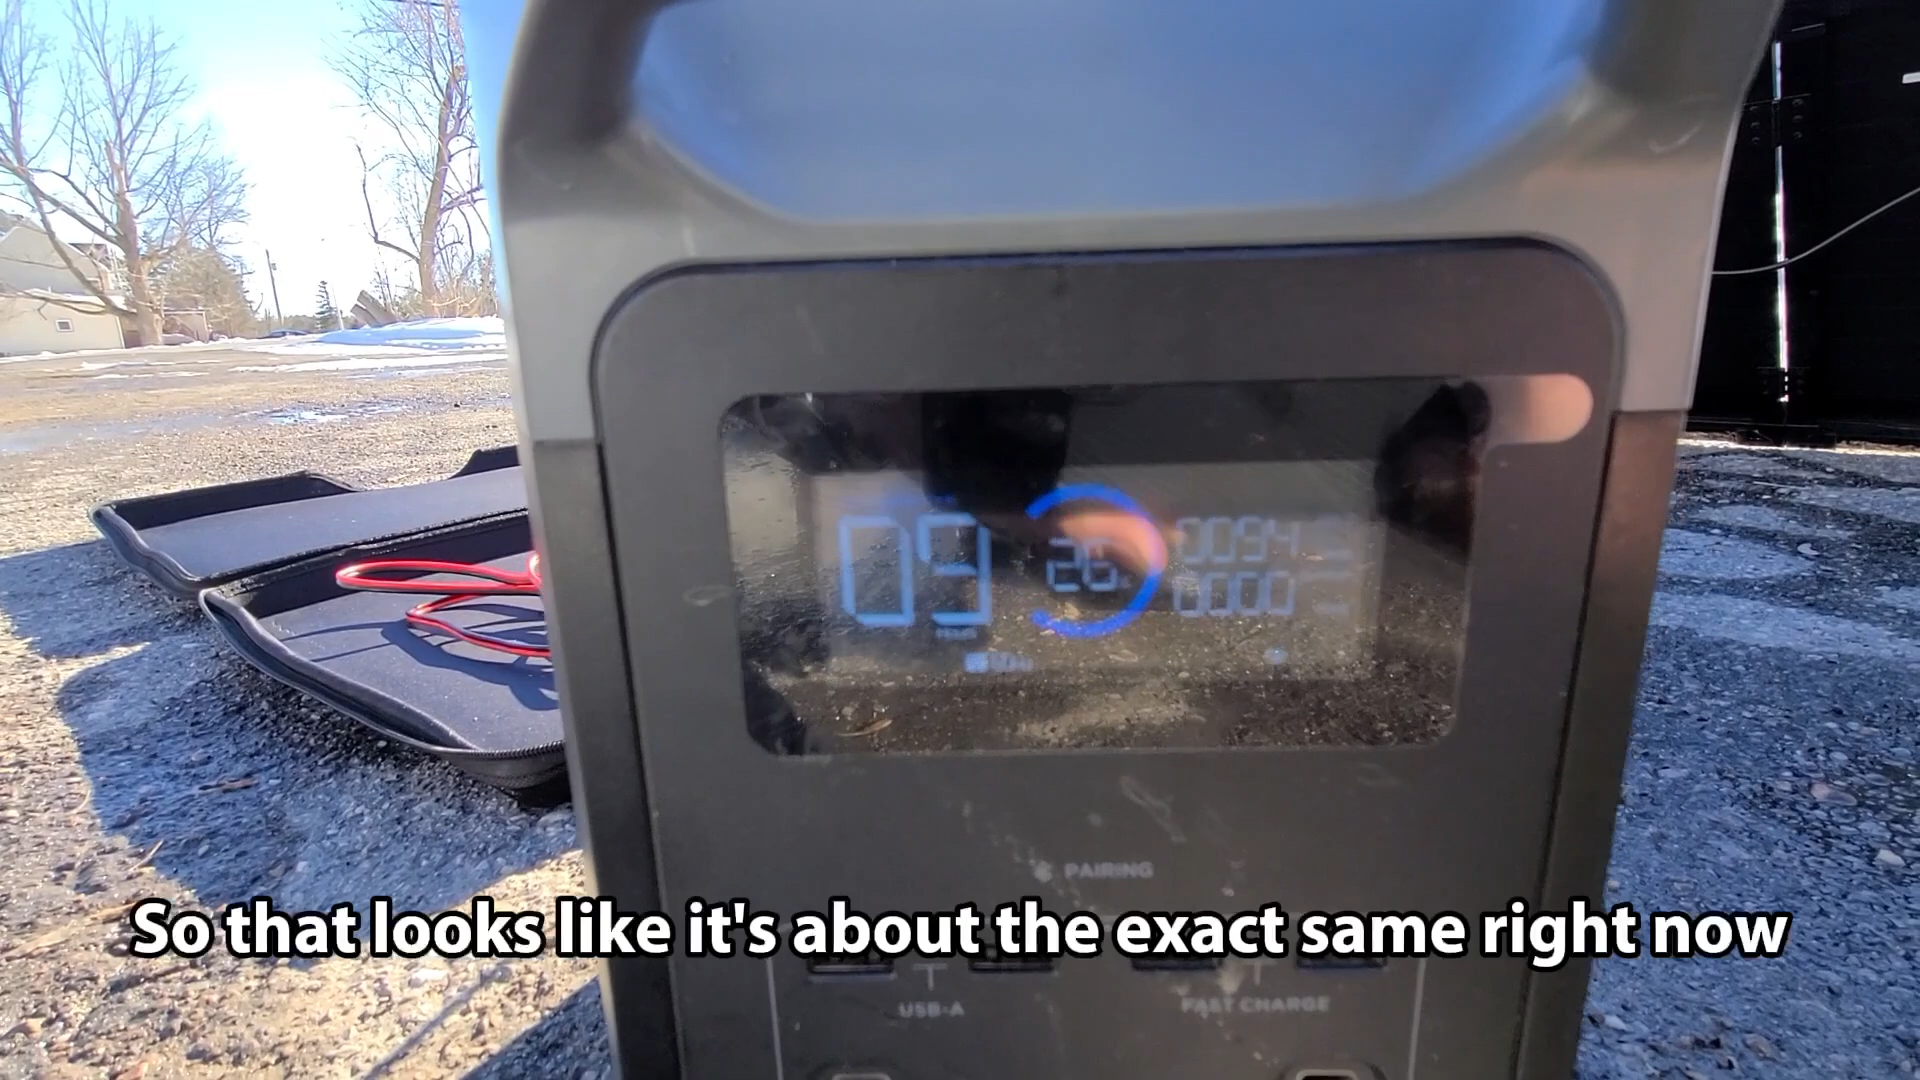 09
26
0094
0000
PAIRING
So that looks like it's about the exact same right now
USB-A
FAST CHARGE